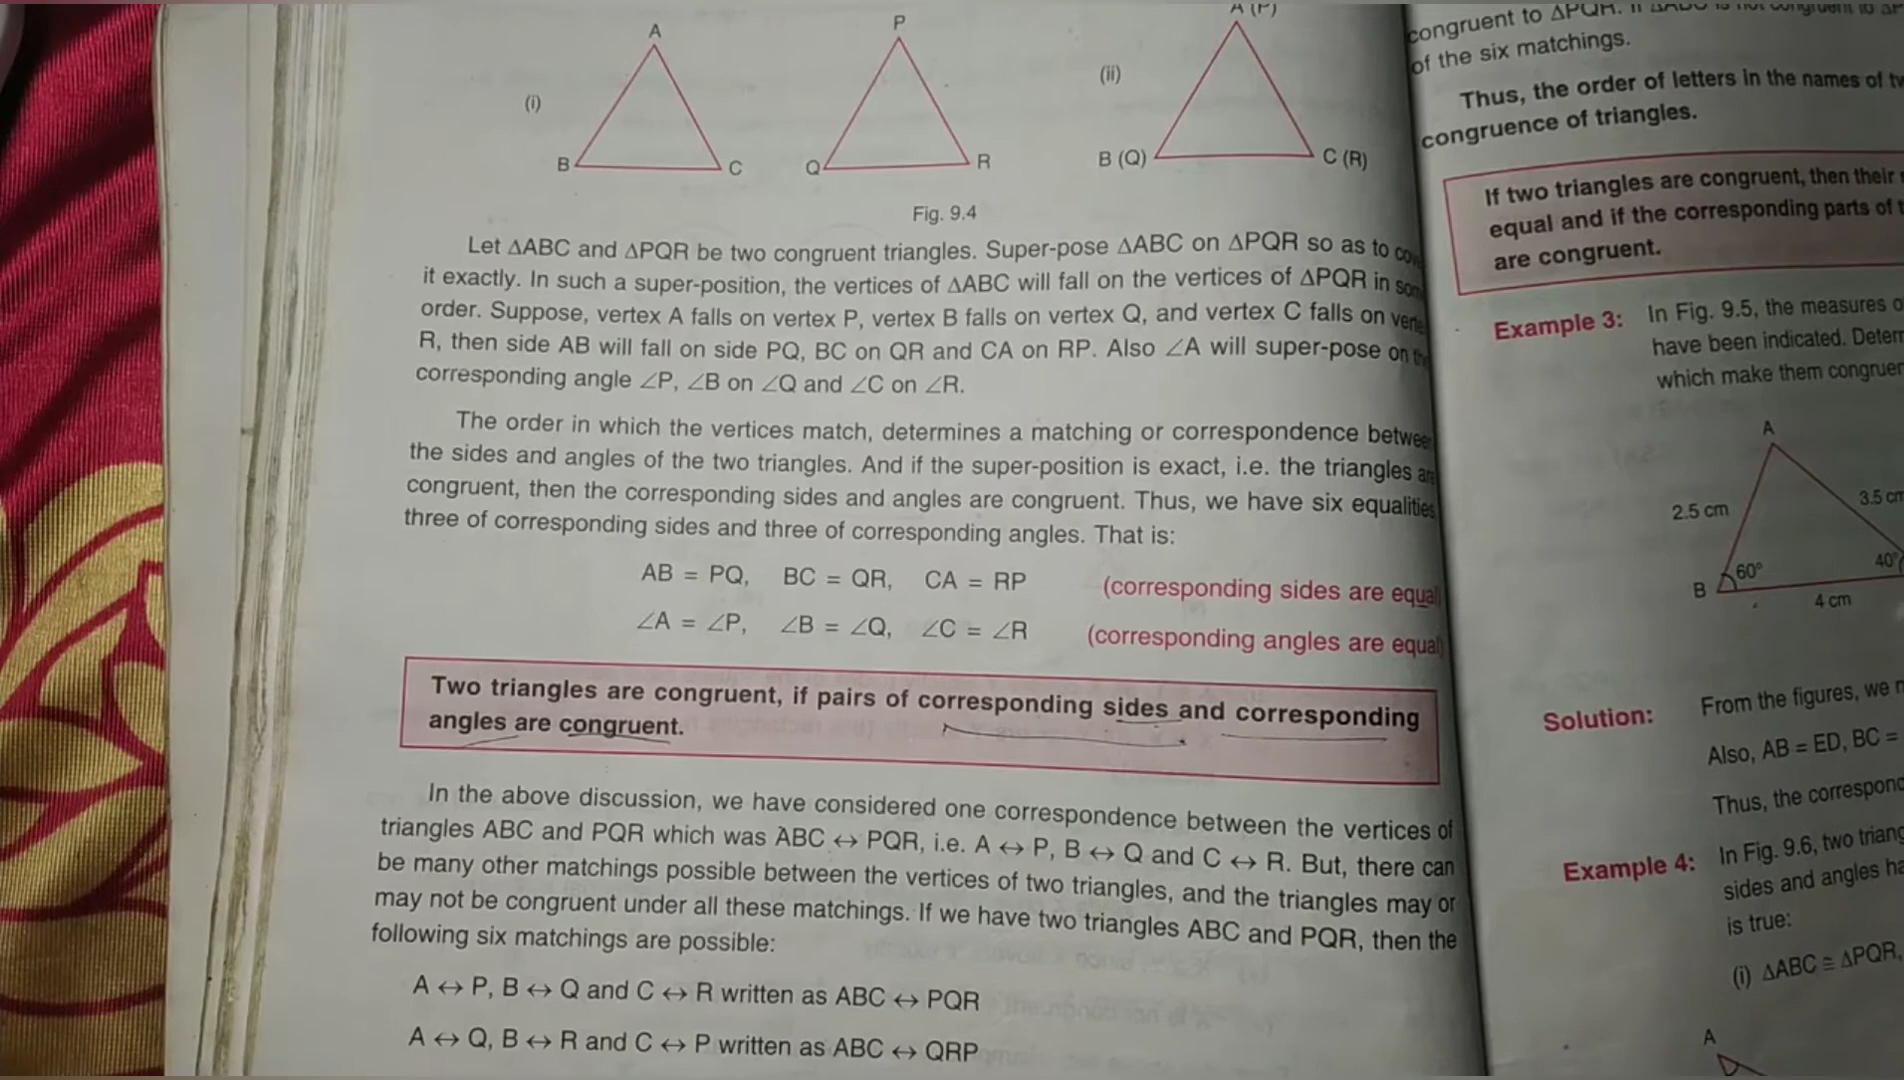 A
P
A (P)
(i)
(ii)
B
C
Q
R
B (Q)
C (R)
Fig. 9.4
Let ΔABC and ΔPQR be two congruent triangles. Super-pose ΔABC on ΔPQR so as to
it exactly. In such a super-position, the vertices of ΔABC will fall on the vertices of ΔPQR in
order. Suppose, vertex A falls on vertex P, vertex B falls on vertex Q, and vertex C falls on
R, then side AB will fall on side PQ, BC on QR and CA on RP. Also ∠A will super-pose on
corresponding angle ∠P, ∠B on ∠Q and ∠C on ∠R.
The order in which the vertices match, determines a matching or correspondence
the sides and angles of the two triangles. And if the super-position is exact, i.e. the triangles
congruent, then the corresponding sides and angles are congruent. Thus, we have six equalities
three of corresponding sides and three of corresponding angles. That is:
AB = PQ, BC = QR, CA = RP (corresponding sides are equal
∠A = ∠P, ∠B = ∠Q, ∠C = ∠R (corresponding angles are equal)
Two triangles are congruent, if pairs of corresponding sides and corresponding
angles are congruent.
In the above discussion, we have considered one correspondence between the vertices of
triangles ABC and PQR which was ABC ↔ PQR, i.e. A ↔ P, B ↔ Q and C ↔ R. But, there can
be many other matchings possible between the vertices of two triangles, and the triangles may or
may not be congruent under all these matchings. If we have two triangles ABC and PQR, then the
following six matchings are possible:
A ↔ P, B ↔ Q and C ↔ R written as ABC ↔ PQR
A ↔ Q, B ↔ R and C ↔ P written as ABC ↔ QRP
congruent to ΔPQR. If ΔABC is not congruent to
of the six matchings.
Thus, the order of letters in the names of
congruence of triangles.
If two triangles are congruent, then their
equal and if the corresponding parts of
are congruent.
Example 3: In Fig. 9.5, the measures
have been indicated.
which make them
A
2.5 cm
3.5 cm
B
60°
40°
4 cm
Solution: From the figures, we
Also, AB = ED, BC =
Thus, the
Example 4: In Fig. 9.6, two
sides and angles
is true:
(i) ΔABC ≅ ΔPQR,
A